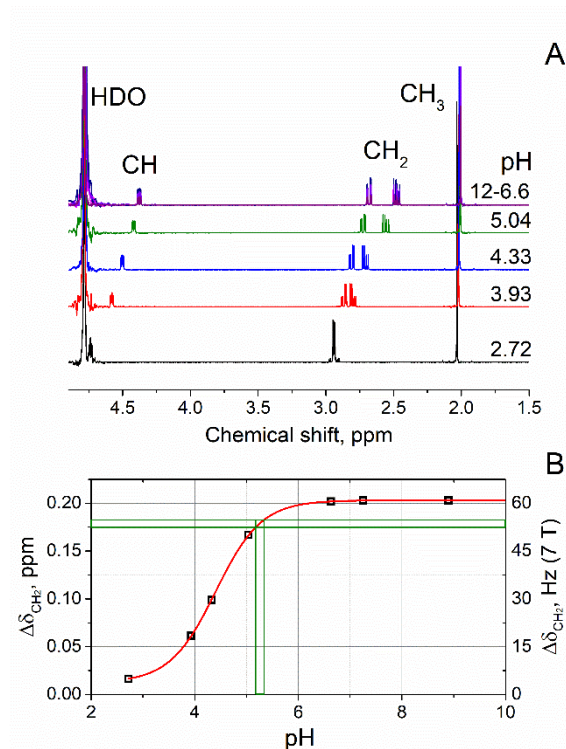 A
HDO
CH
CH₂
CH₃
pH
12-6.6
5.04
4.33
3.93
2.72
4.5 4.0 3.5 3.0 2.5 2.0 1.5
Chemical shift, ppm
B
0.20
0.15
0.10
0.05
0.00
Δδ_CH₂, ppm
60
45
30
15
0
Δδ_CH₂, Hz (7 T)
2 4 6 8 10
pH